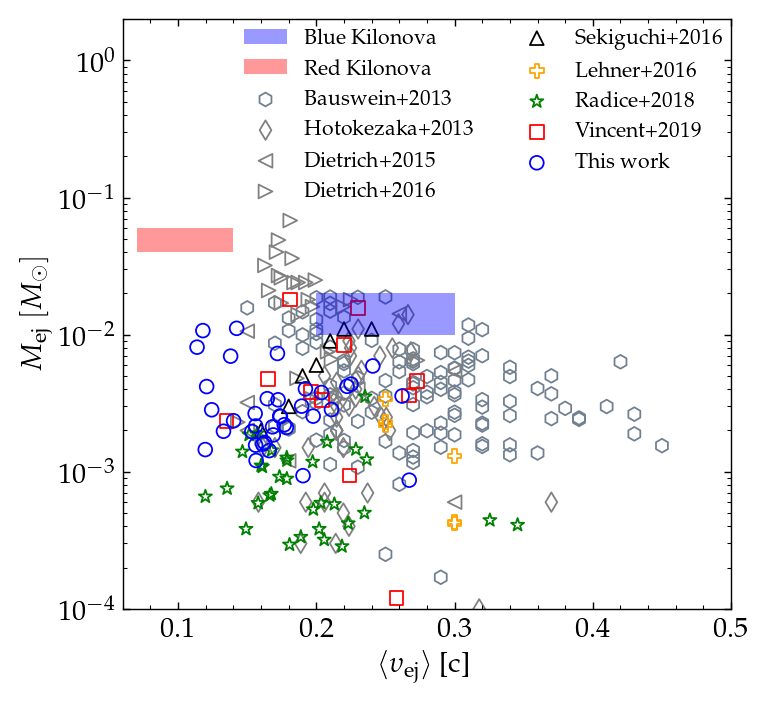 Blue Kilonova
Red Kilonova
Bauswein+2013
Hotokezaka+2013
Dietrich+2015
Dietrich+2016
Sekiguchi+2016
Lehner+2016
Radice+2018
Vincent+2019
This work
10⁰
10⁻¹
10⁻²
10⁻³
10⁻⁴
M_ej [M_⊙]
0.1 0.2 0.3 0.4 0.5
⟨v_ej⟩ [c]